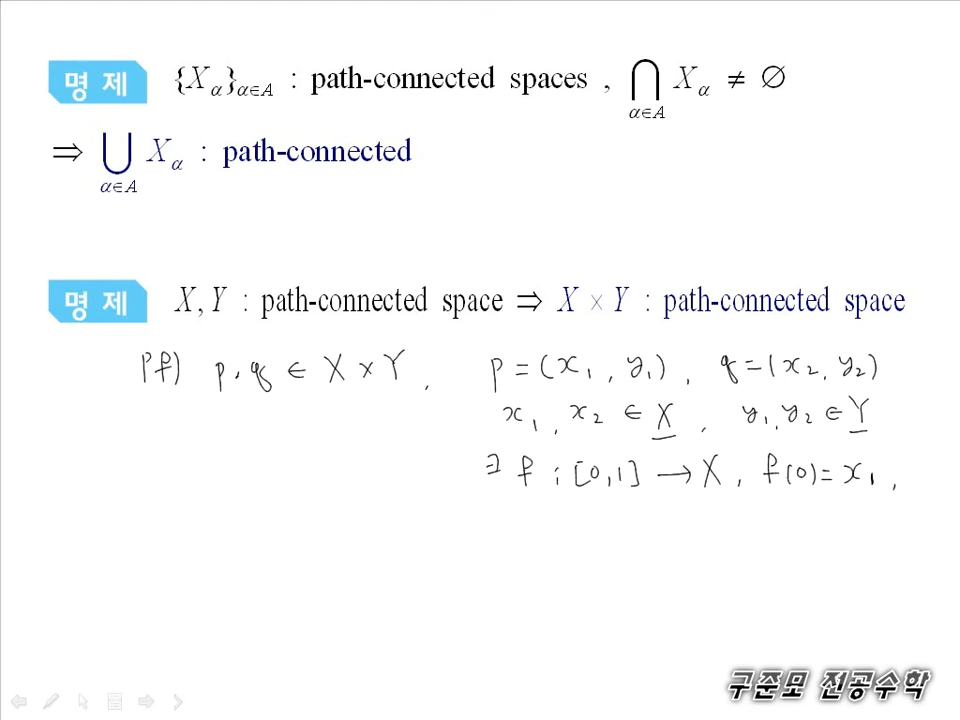 명 제 {X_α}_{α∈A} : path-connected spaces , ⋂_{α∈A} X_α ≠ ∅
⇒ ⋃_{α∈A} X_α : path-connected
명 제 X, Y : path-connected space ⇒ X × Y : path-connected space
Pf) p, q ∈ X × Y , p = (x₁ , y₁) , q = (x₂, y₂)
x₁ , x₂ ∈ X , y₁, y₂ ∈ Y
∃ f ; [0,1] → X , f(0) = x₁ ,
구준모 전공수학